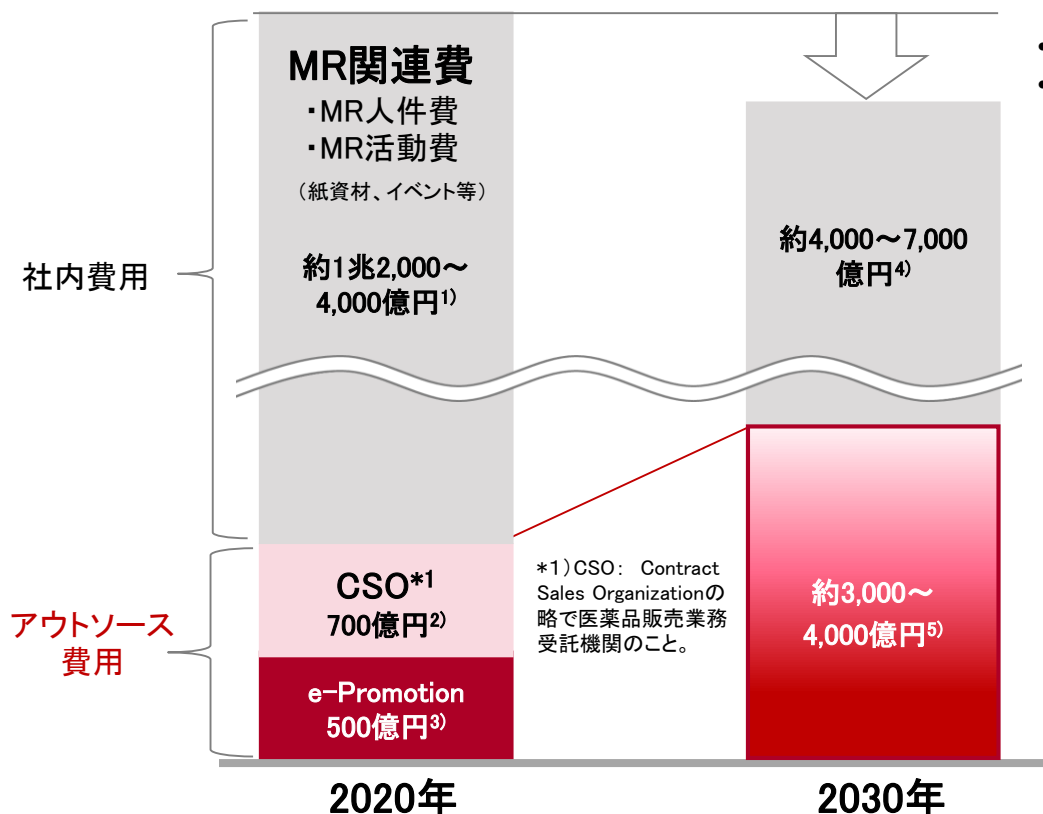 MR関連費
・MR人件費
・MR活動費
（紙資材、イベント等）
約1兆2,000～
4,000億円1)
社内費用
約4,000～7,000
億円4)
アウトソース
費用
CSO*1
700億円2)
e-Promotion
500億円3)
*1）CSO： Contract
Sales Organizationの
略で医薬品販売業務
受託機関のこと。
約3,000～
4,000億円5)
2020年
2030年